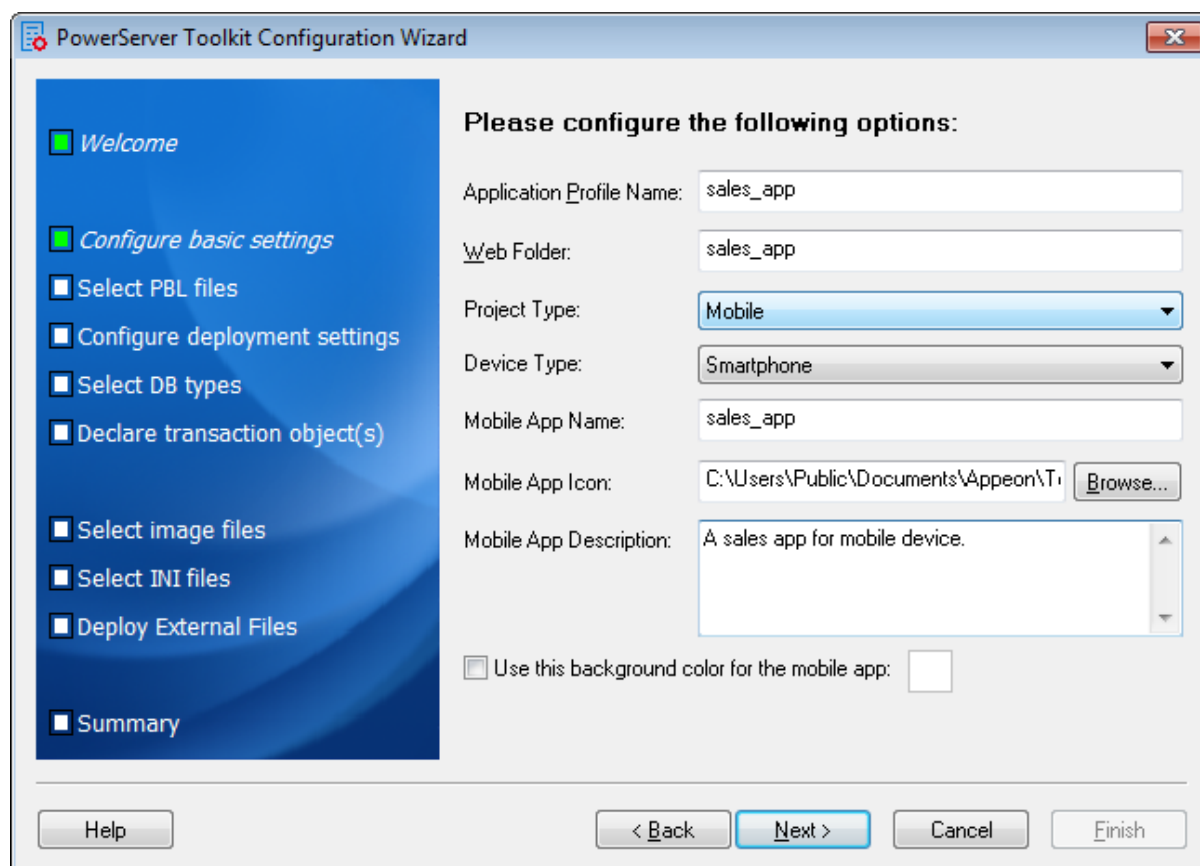 PowerServer Toolkit Configuration Wizard
Welcome
Configure basic settings
Select PBL files
Configure deployment settings
Select DB types
Declare transaction object(s)
Select image files
Select INI files
Deploy External Files
Summary
Please configure the following options:
Application Profile Name: sales_app
Web Folder: sales_app
Project Type: Mobile
Device Type: Smartphone
Mobile App Name: sales_app
Mobile App Icon: C:\Users\Public\Documents\Appeon\ Browse...
Mobile App Description: A sales app for mobile device.
Use this background color for the mobile app:
Help < Back Next > Cancel Finish